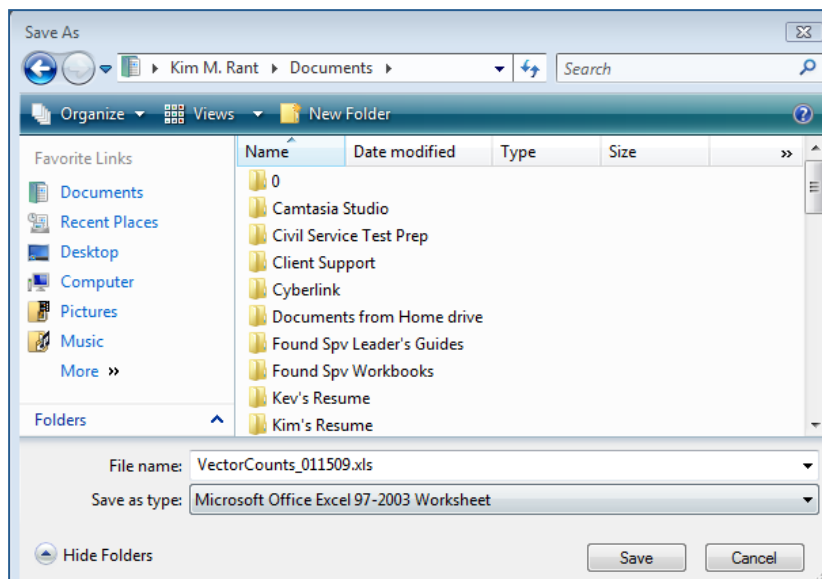 Save As
Kim M. Rant Documents Search
Organize Views New Folder
Favorite Links
Documents
Recent Places
Desktop
Computer
Pictures
Music
More »
Folders
Name Date modified Type Size »
0
Camtasia Studio
Civil Service Test Prep
Client Support
Cyberlink
Documents from Home drive
Found Spv Leader's Guides
Found Spv Workbooks
Kev's Resume
Kim's Resume
File name: VectorCounts_011509.xls
Save as type: Microsoft Office Excel 97-2003 Worksheet
Hide Folders Save Cancel